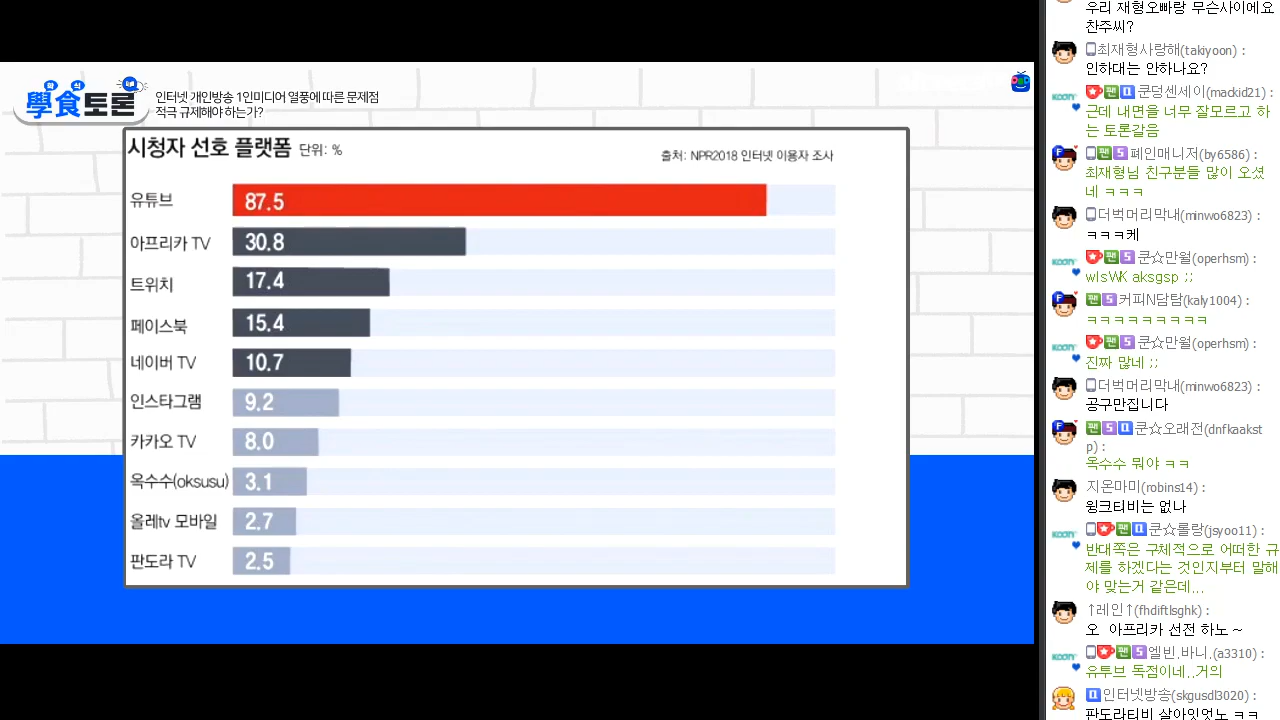 學食토론
인터넷 개인방송 1인미디어 열풍에 따른 문제점
적극 규제해야 하는가?
시청자 선호 플랫폼 단위: %
출처: NPR2018 인터넷 이용자 조사
유튜브 87.5
아프리카 TV 30.8
트위치 17.4
페이스북 15.4
네이버 TV 10.7
인스타그램 9.2
카카오 TV 8.0
옥수수(oksusu) 3.1
올레tv 모바일 2.7
판도라 TV 2.5
우리 재형오빠랑 무슨사이에요
찬주씨?
최재형사랑해(takiyoon) :
인하대는 안하나요?
쿤덩센세이(mackid21) :
근데 내면을 너무 잘모르고 하
는 토론같음
팬 S 페인매니저(by6586) :
최재형님 친구분들 많이 오셨
네 ㅋㅋㅋ
더벅머리막내(minwo6823) :
ㅋㅋㅋ케
팬 S 쿤☆만월(operhsm) :
wlsWK aksgsp ;;
팬 S 커피N담탐(kaly1004) :
ㅋㅋㅋㅋㅋㅋㅋㅋㅋ
팬 S 쿤☆만월(operhsm) :
진짜 많네 ;;
더벅머리막내(minwo6823) :
공구만집니다
팬 S 쿤☆오래전(dnfkaakst
p) :
옥수수 뭐야 ㅋㅋ
지온마미(robins14) :
윙크티비는 없나
팬 쿤☆롤랑(jsyoo11) :
반대쪽은 구체적으로 어떠한 규
제를 하겠다는 것인지부터 말해
야 맞는거 같은데...
↑레인↑(fhdiftlsghk) :
오 아프리카 선전 하노 ~
팬 S 엘빈.바니.(a3310) :
유튜브 독점이네..거의
인터넷방송(skgusdl3020) :
판도라티비 살아있었노 ㅋㅋ